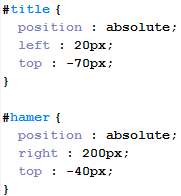 #title {
position : absolute;
left : 20px;
top : -70px;
}
#hamer {
position : absolute;
right : 200px;
top : -40px;
}